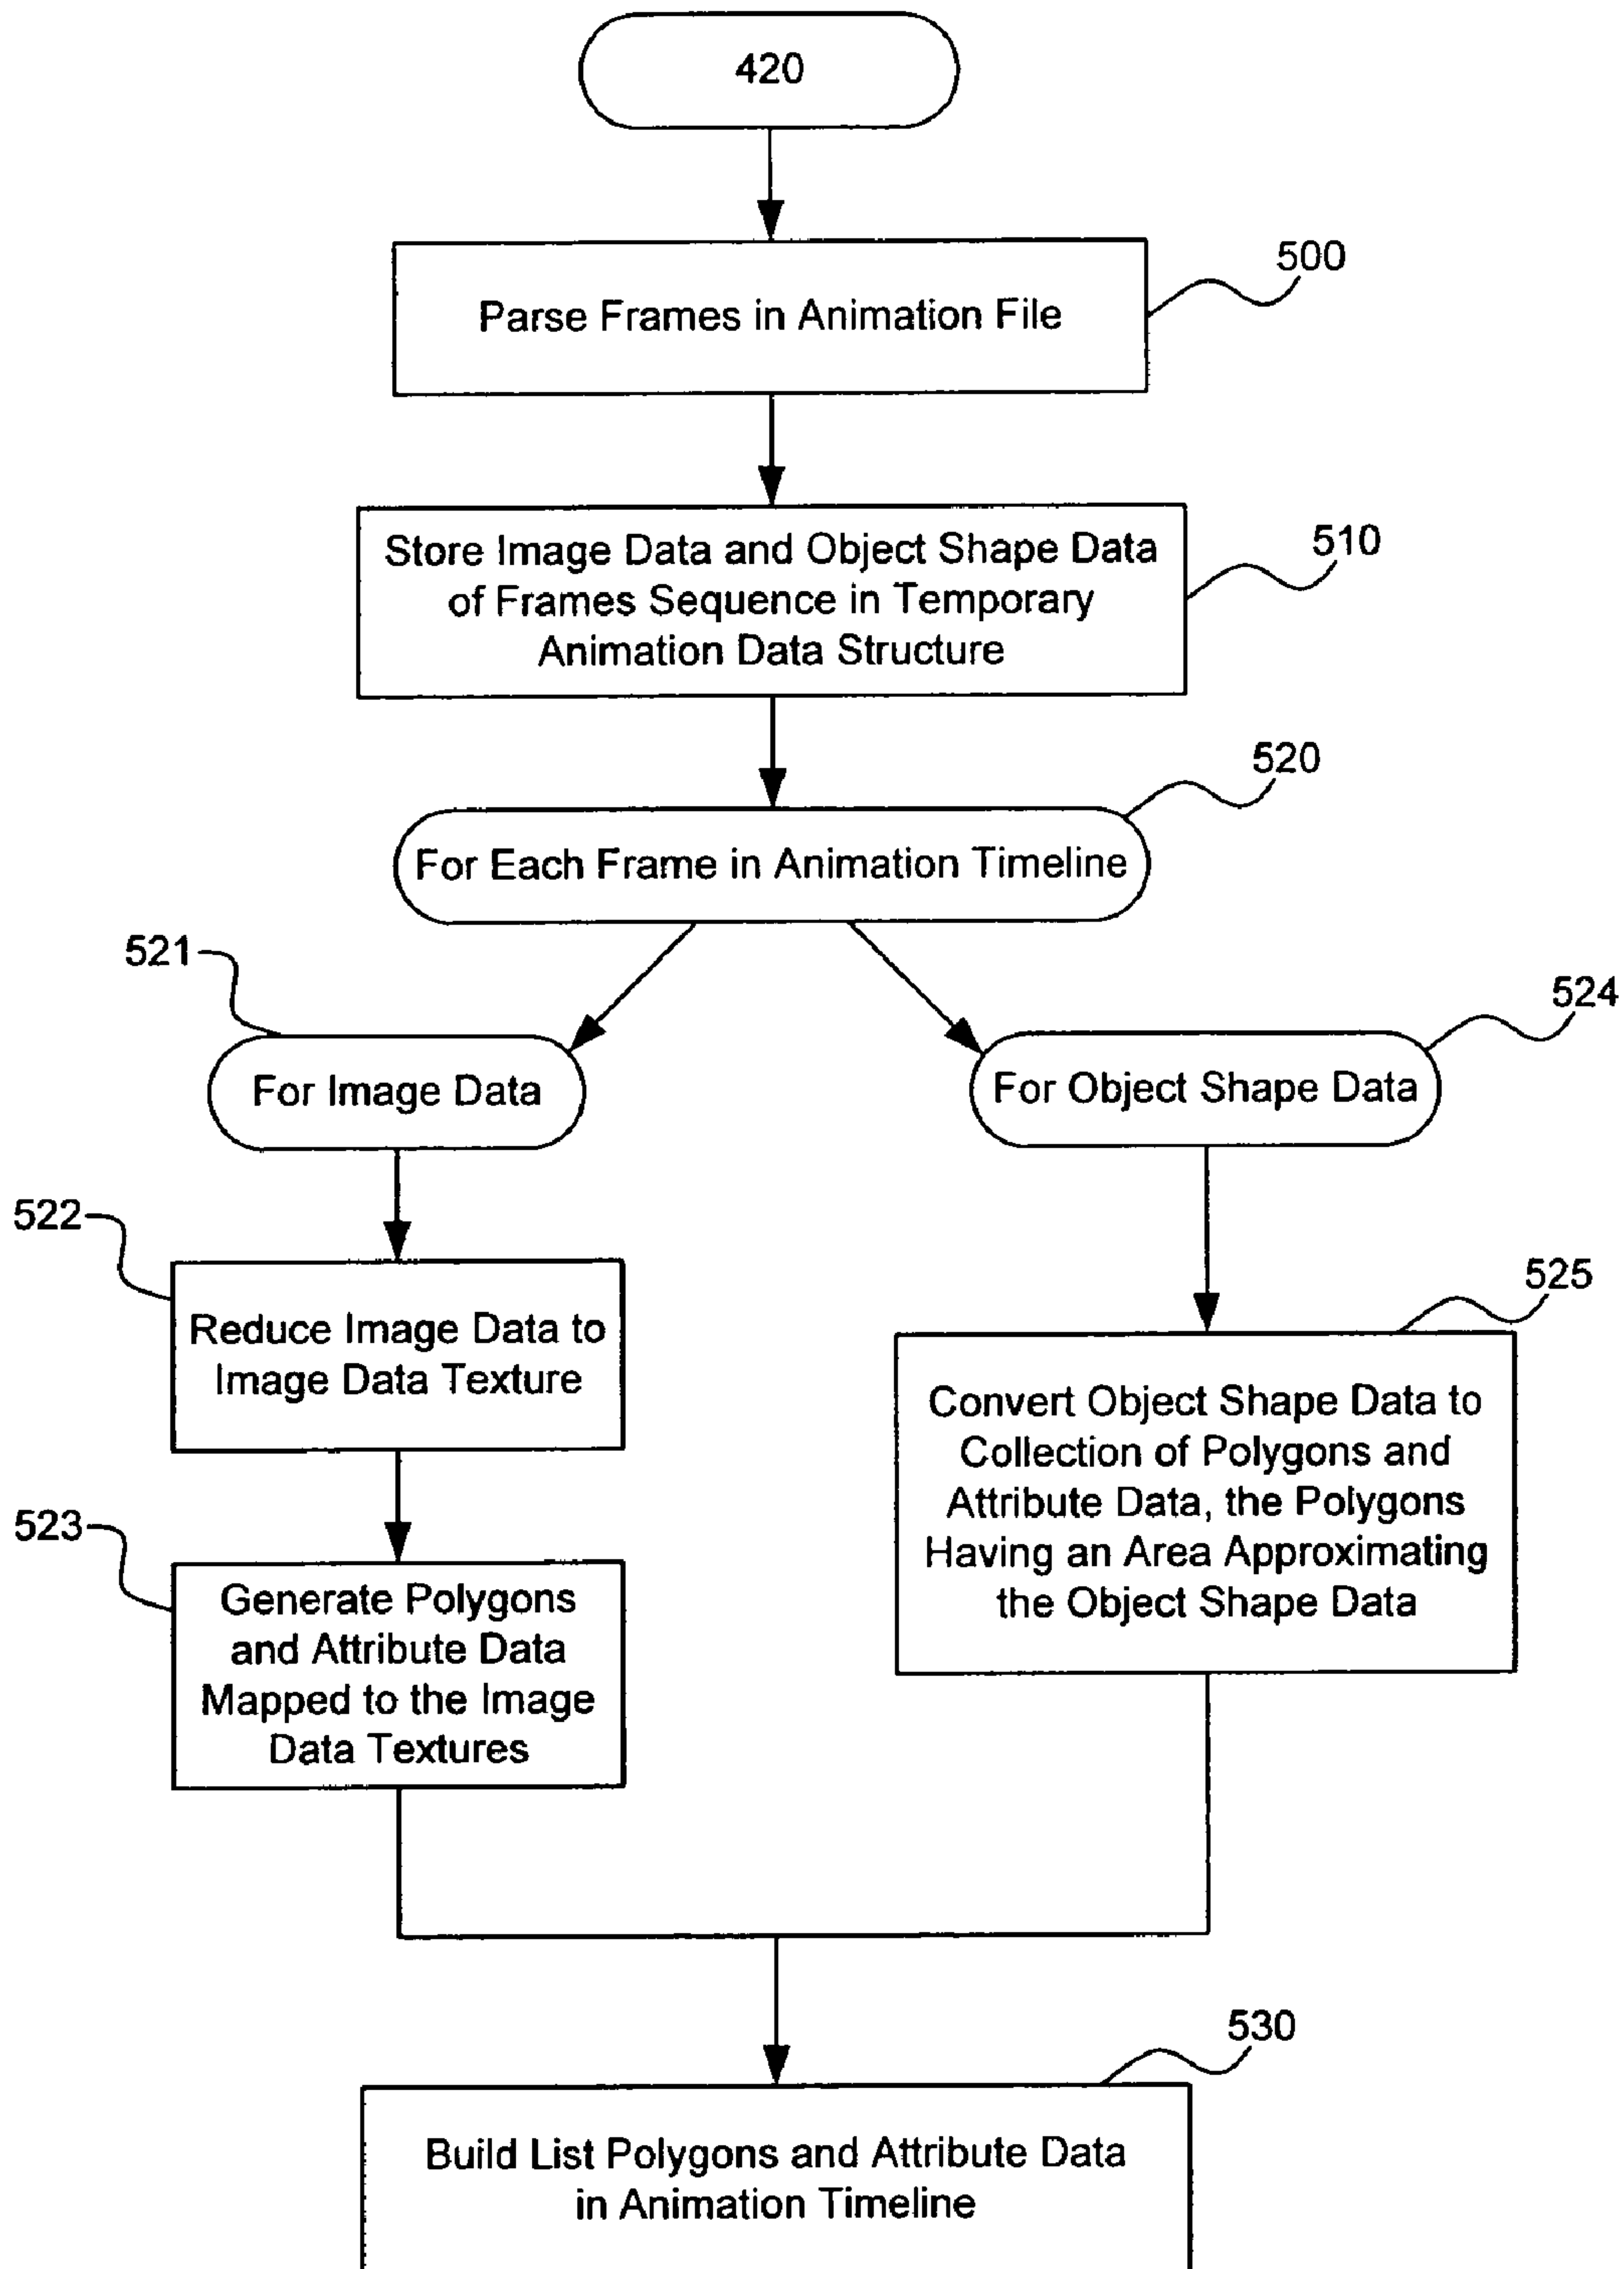 420
500
Parse Frames in Animation File
510
Store Image Data and Object Shape Data
of Frames Sequence in Temporary
Animation Data Structure
520
For Each Frame in Animation Timeline
521
524
For Image Data
For Object Shape Data
522
525
Reduce Image Data to
Image Data Texture
Convert Object Shape Data to
Collection of Polygons and
Attribute Data, the Polygons
Having an Area Approximating
the Object Shape Data
523
Generate Polygons
and Attribute Data
Mapped to the Image
Data Textures
530
Build List Polygons and Attribute Data
in Animation Timeline